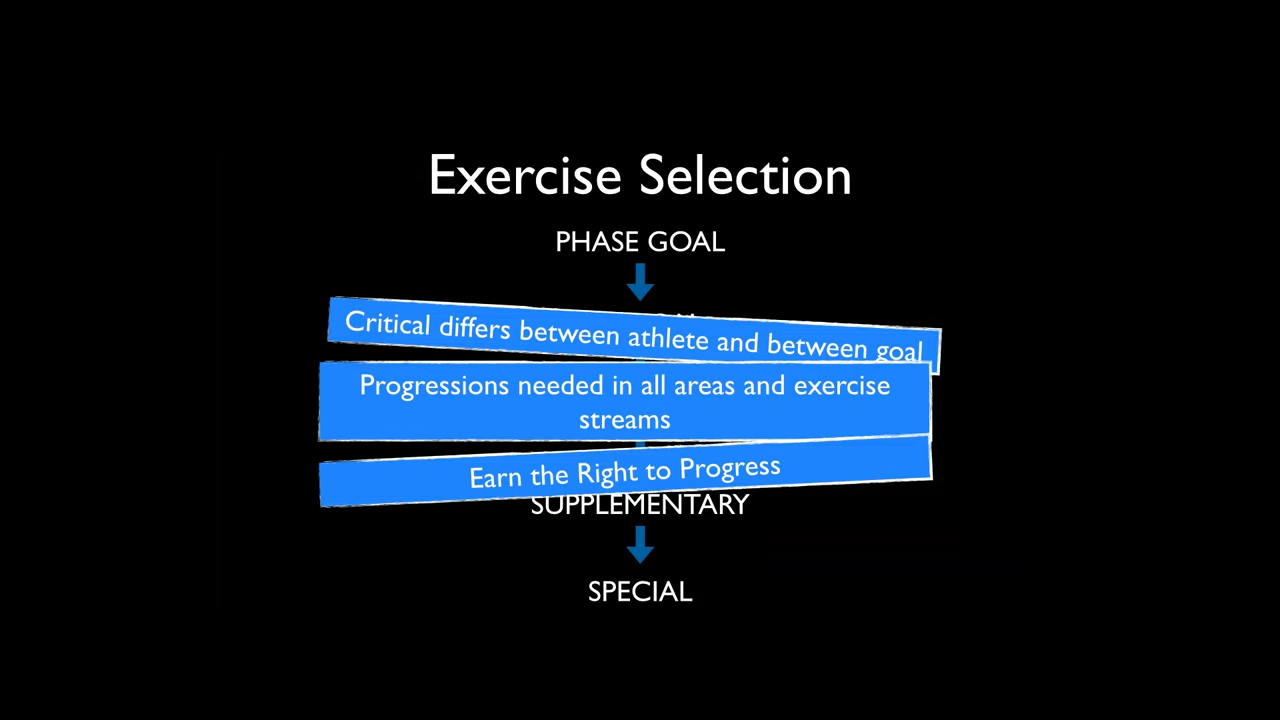 Exercise Selection
PHASE GOAL
Critical differs between athlete and between goal
Progressions needed in all areas and exercise
streams
Earn the Right to Progress
SUPPLEMENTARY
SPECIAL